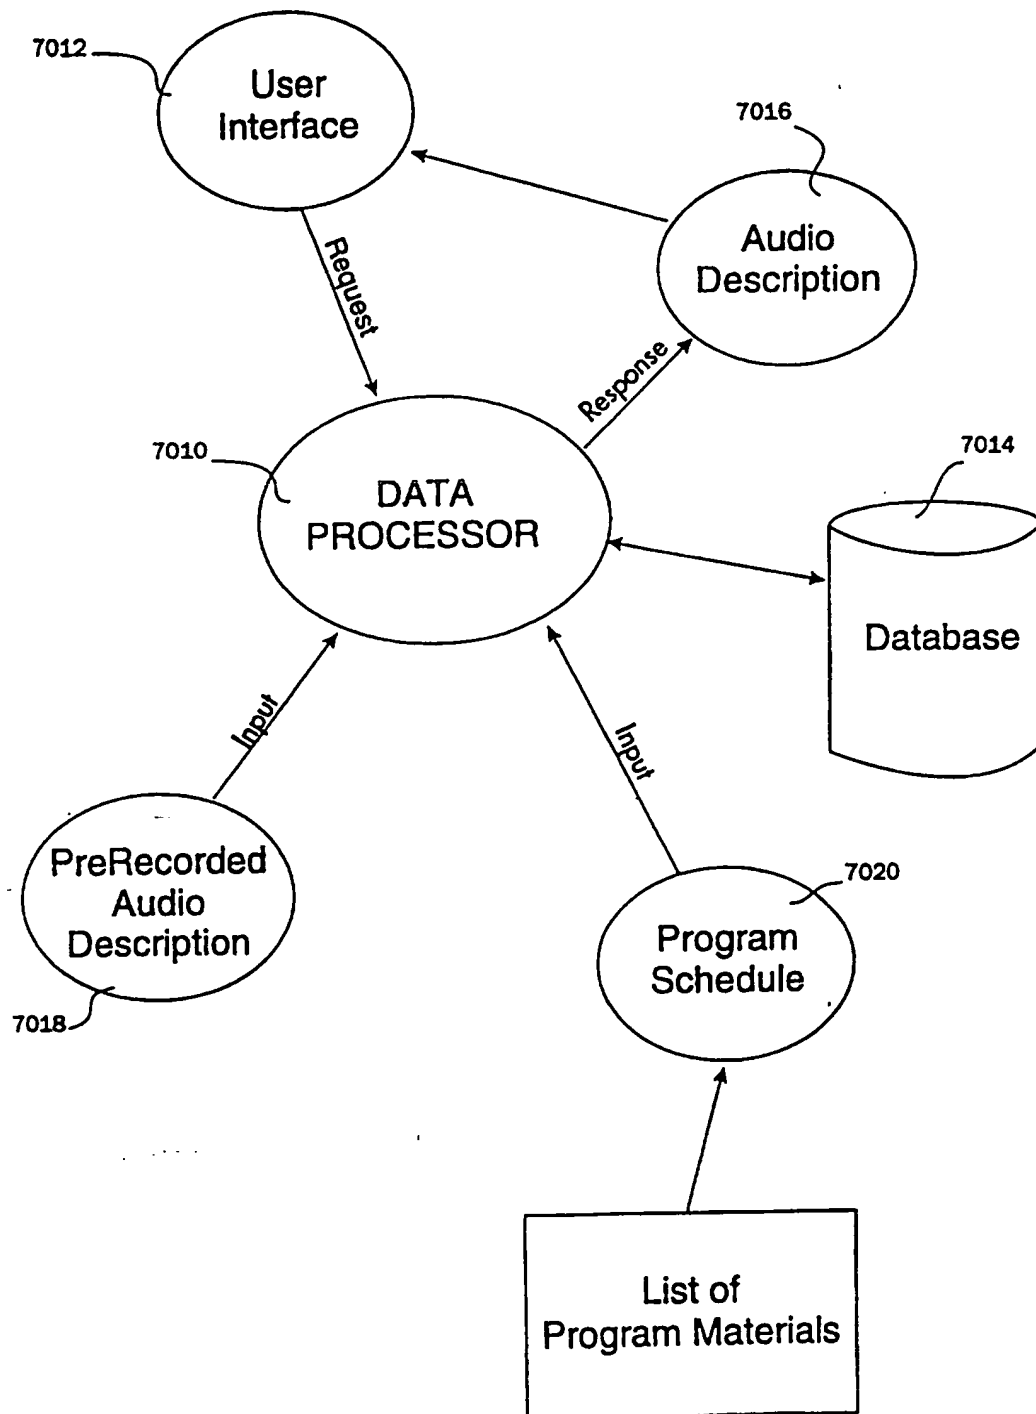 7012
User
Interface
7016
Audio
Description
Request
Response
7010
DATA
PROCESSOR
7014
Database
Input
Input
PreRecorded
Audio
Description
7018
7020
Program
Schedule
List of
Program Materials